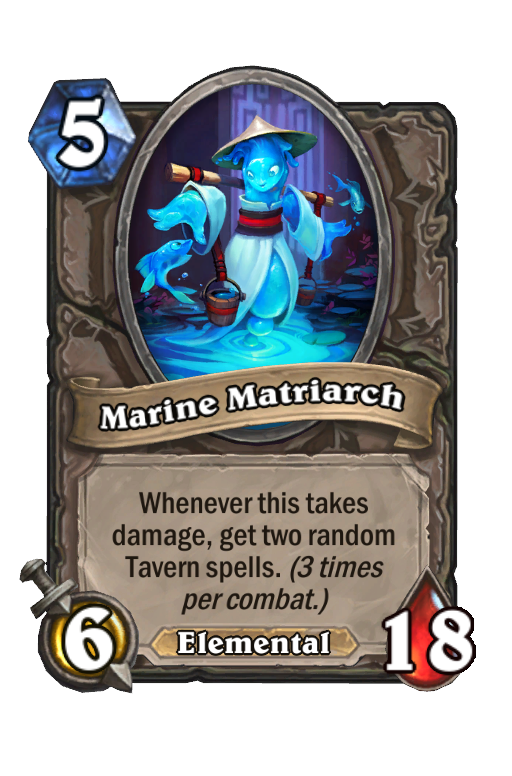 5
Marine Matriarch
Whenever this takes
damage, get two random
Tavern spells. (3 times
per combat.)
6
Elemental
18